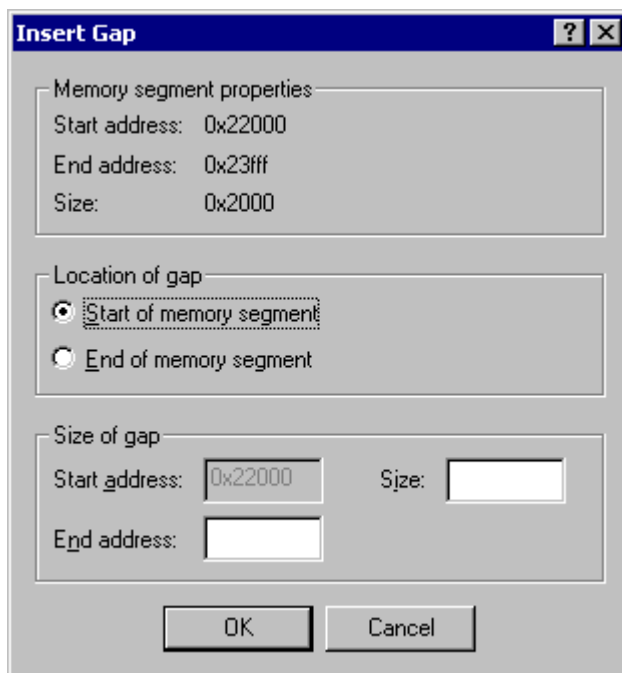 Insert Gap
Memory segment properties
Start address: 0x22000
End address: 0x23fff
Size: 0x2000
Location of gap
Start of memory segment
End of memory segment
Size of gap
Start address: 0x22000 Size:
End address:
OK Cancel